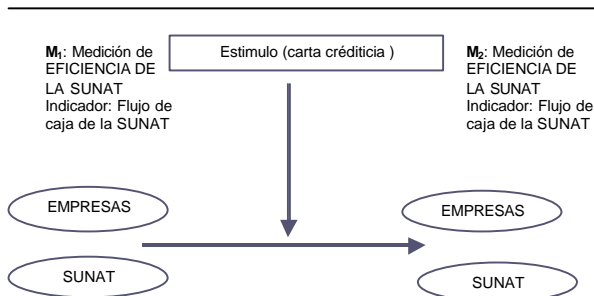 M₁: Medición de
EFICIENCIA DE
LA SUNAT
Indicador: Flujo de
caja de la SUNAT
Estimulo (carta créditicia )
M₂: Medición de
EFICIENCIA DE
LA SUNAT
Indicador: Flujo de
caja de la SUNAT
EMPRESAS
EMPRESAS
SUNAT
SUNAT